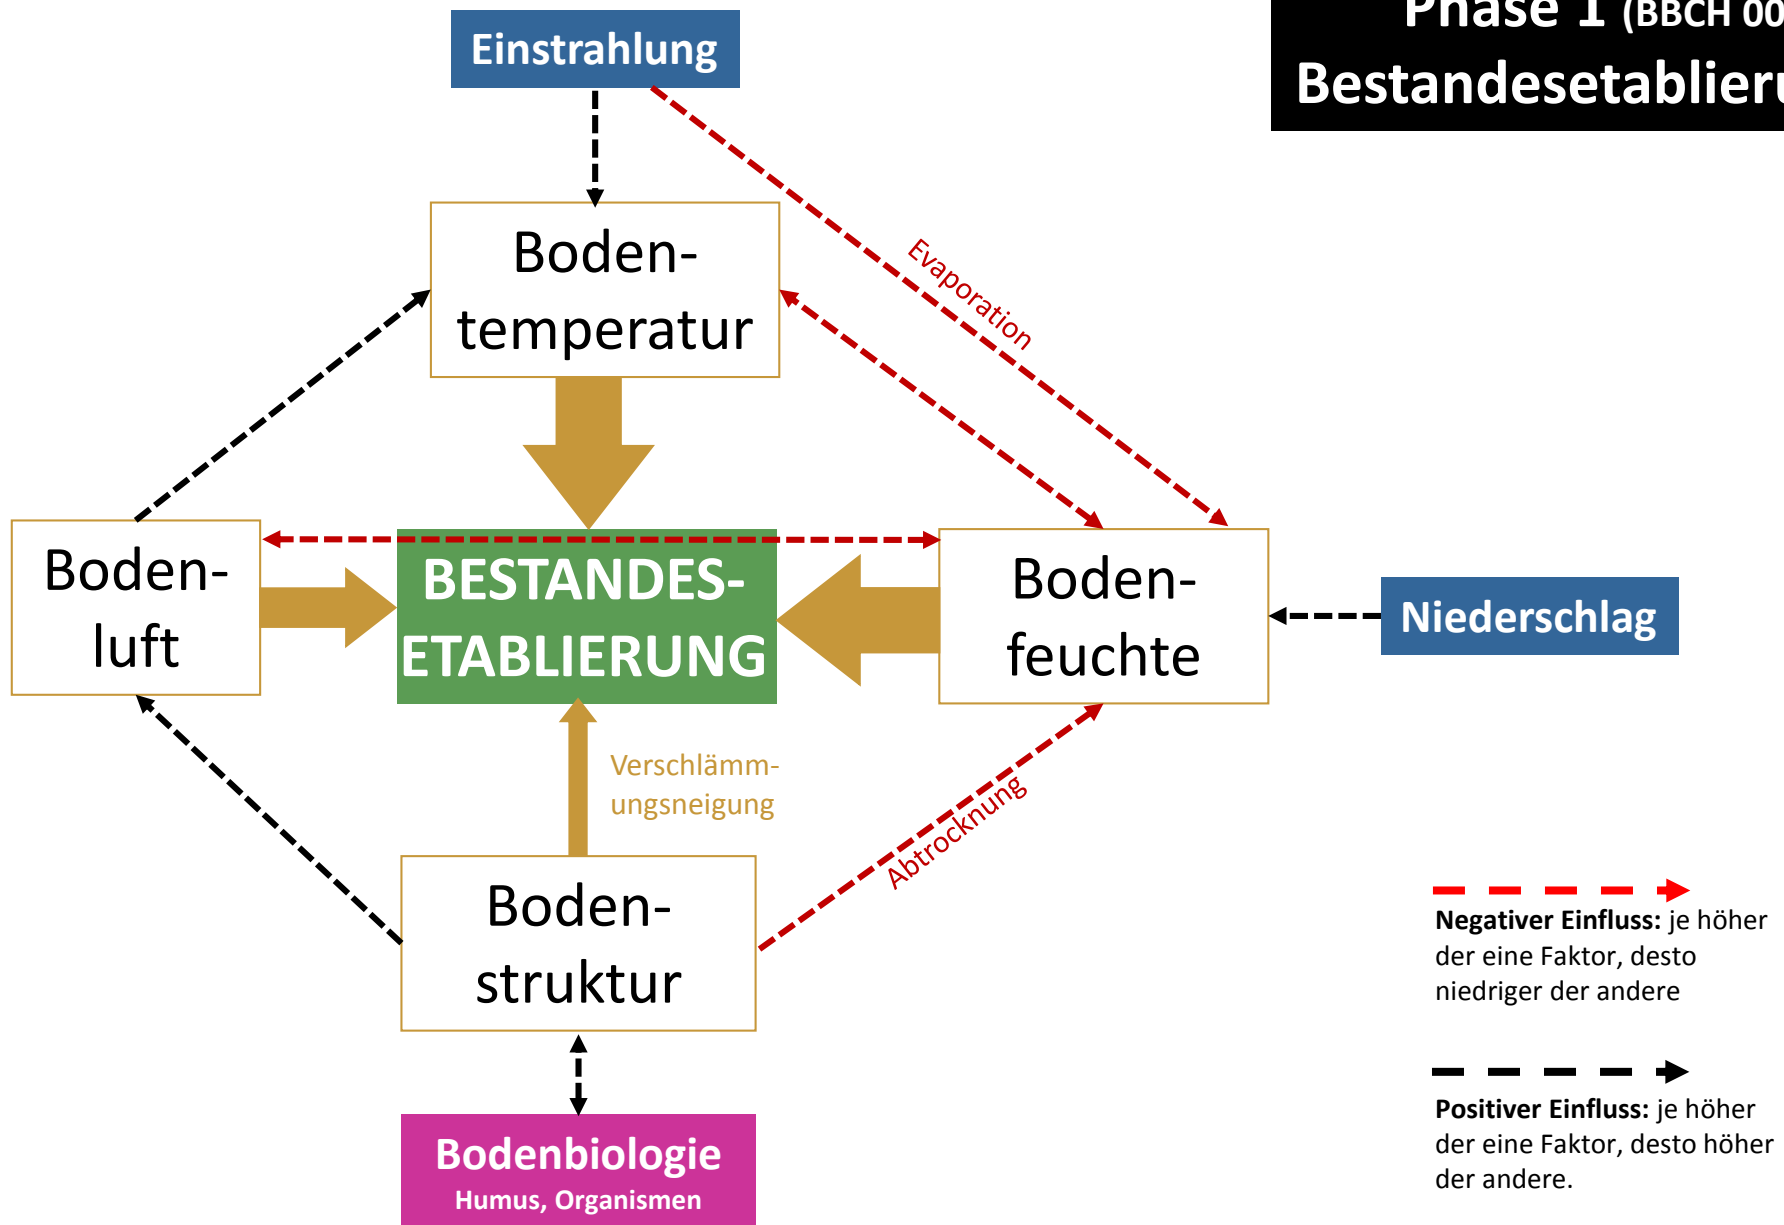 Einstrahlung
Phase 1 (BBCH 00
Bestandesetablieru
Boden-
temperatur
Evaporation
Boden-
luft
BESTANDES-
ETABLIERUNG
Boden-
feuchte
Niederschlag
Verschlämm-
ungsneigung
Abtrocknung
Boden-
struktur
Negativer Einfluss: je höher
der eine Faktor, desto
niedriger der andere
Positiver Einfluss: je höher
der eine Faktor, desto höher
der andere.
Bodenbiologie
Humus, Organismen